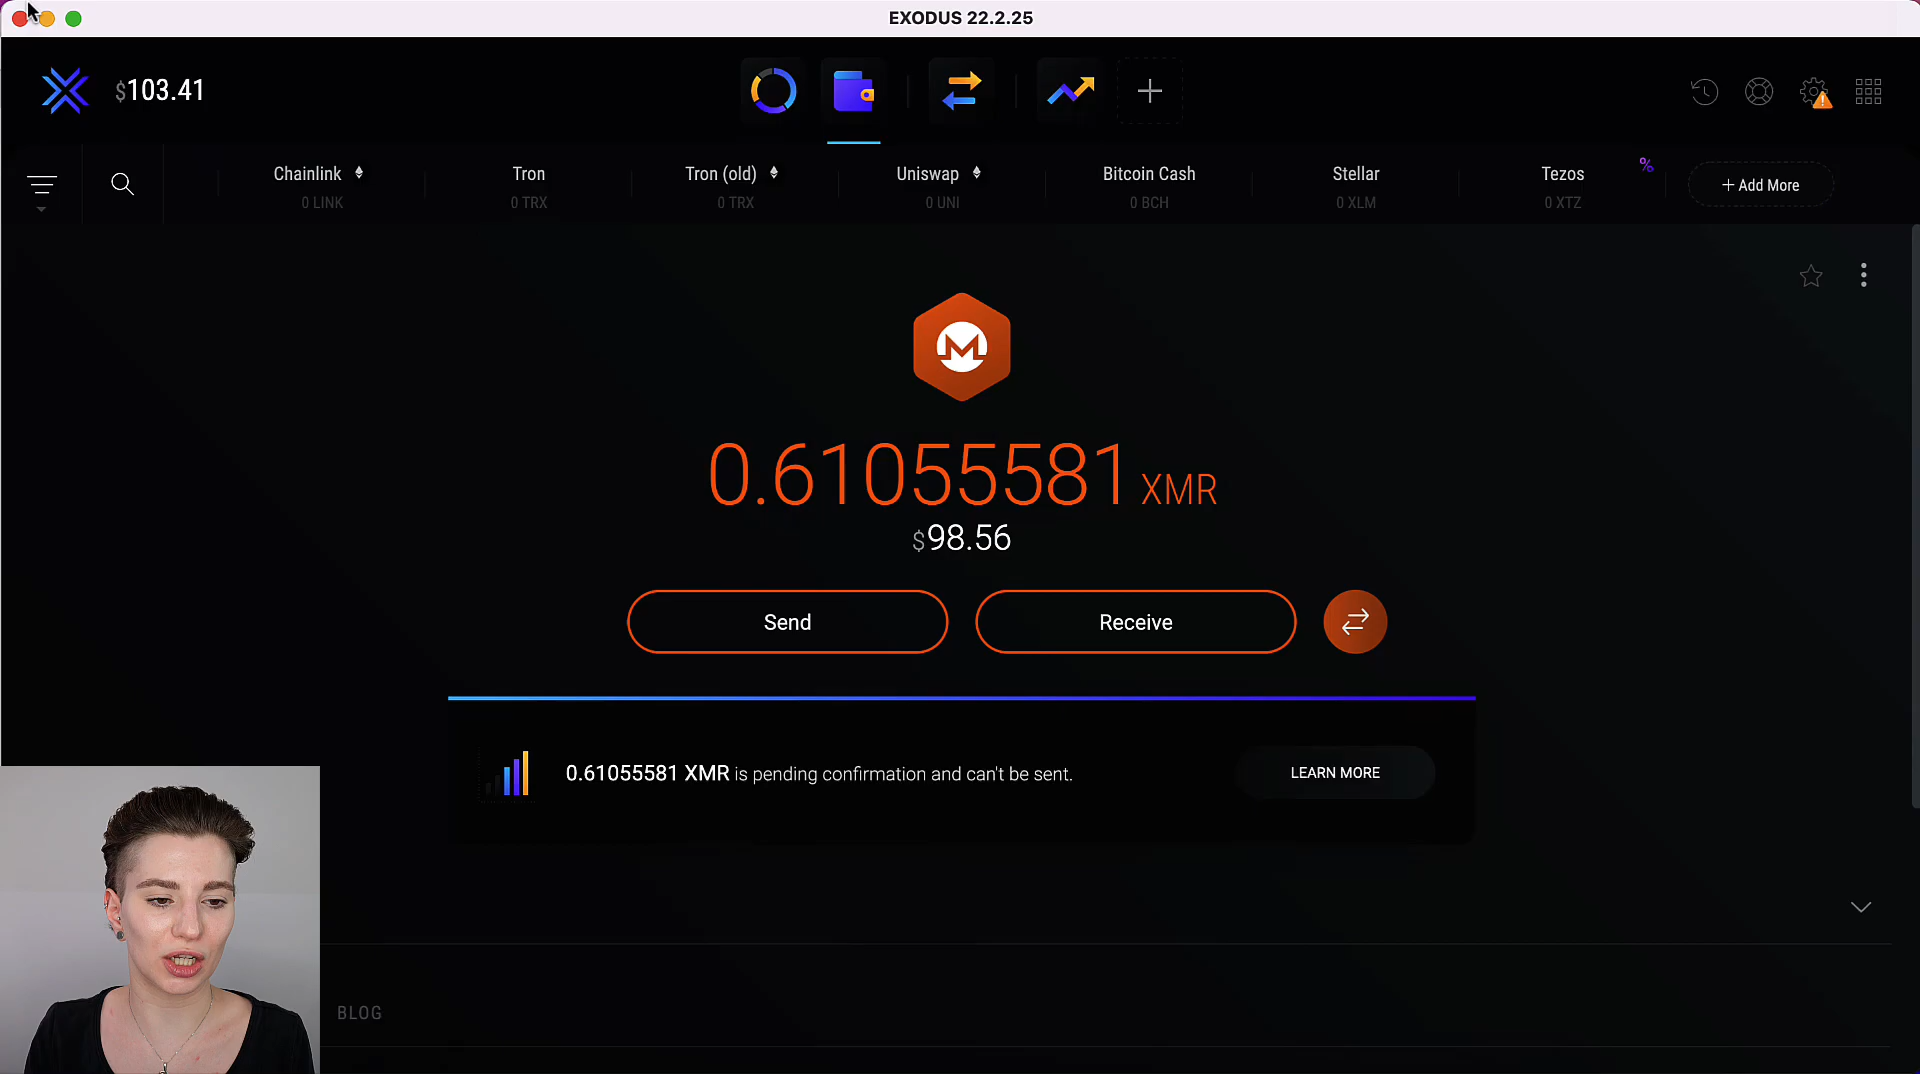 EXODUS 22.2.25
$103.41
Chainlink
0 LINK
Tron
0 TRX
Tron (old)
0 TRX
Uniswap
0 UNI
Bitcoin Cash
0 BCH
Stellar
0 XLM
Tezos
0 XTZ
%
+ Add More
0.61055581 XMR
$98.56
Send
Receive
0.61055581 XMR is pending confirmation and can't be sent.
LEARN MORE
BLOG